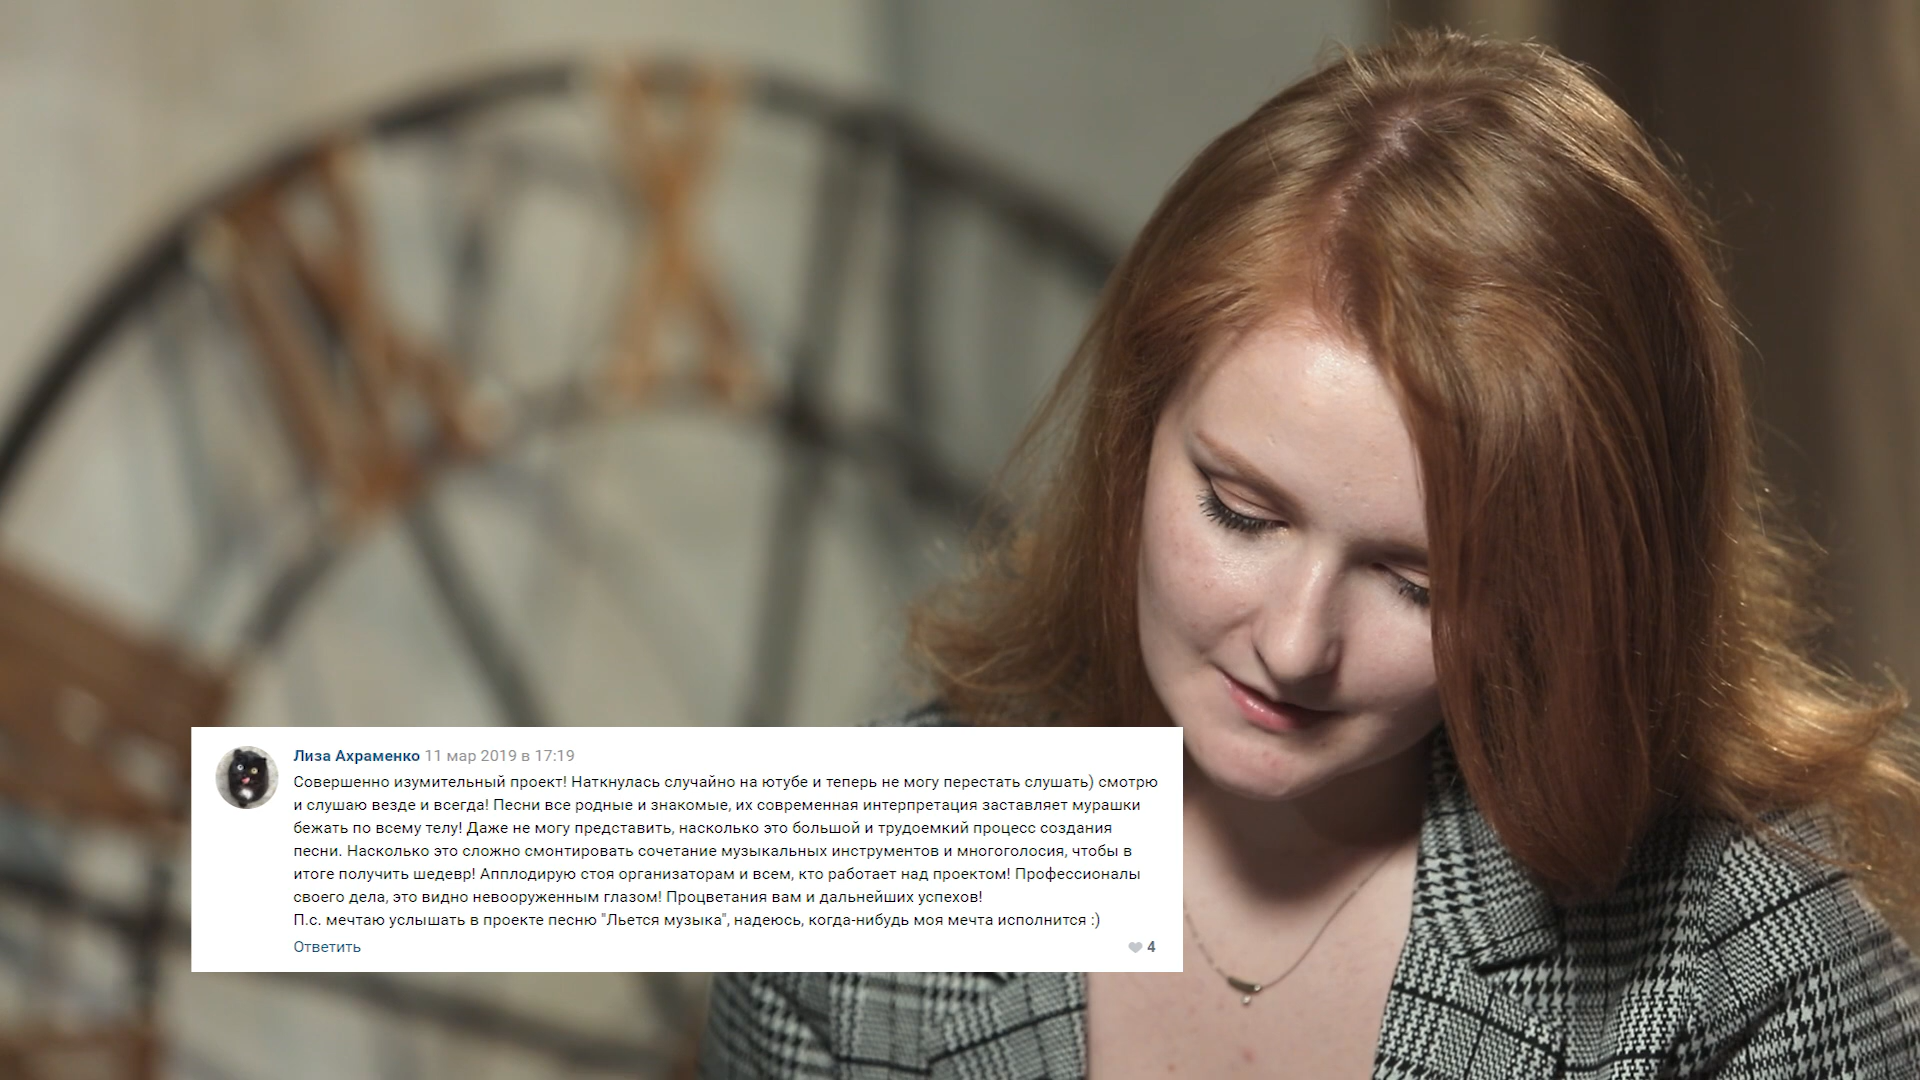 Лиза Ахраменко 11 мар 2019 в 17:19
Совершенно изумительный проект! Наткнулась случайно на ютубе и теперь не могу перестать слушать) смотрю
и слушаю везде и всегда! Песни все родные и знакомые, их современная интерпретация заставляет мурашки
бежать по всему телу! Даже не могу представить, насколько это большой и трудоемкий процесс создания
песни. Насколько это сложно смонтировать сочетание музыкальных инструментов и многоголосия, чтобы в
итоге получить шедевр! Апплодирую стоя организаторам и всем, кто работает над проектом! Профессионалы
своего дела, это видно невооруженным глазом! Процветания вам и дальнейших успехов!
П.с. мечтаю услышать в проекте песню "Льется музыка", надеюсь, когда-нибудь моя мечта исполнится :)
Ответить 4